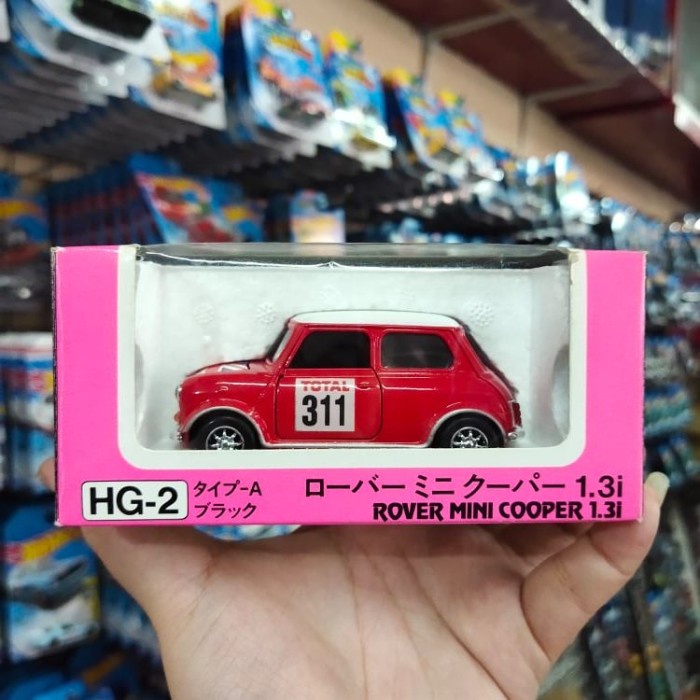 TOTAL
311
HG-2
タイプ-A
ブラック
ローバー ミニ クーパー 1.3i
ROVER MINI COOPER 1.3i